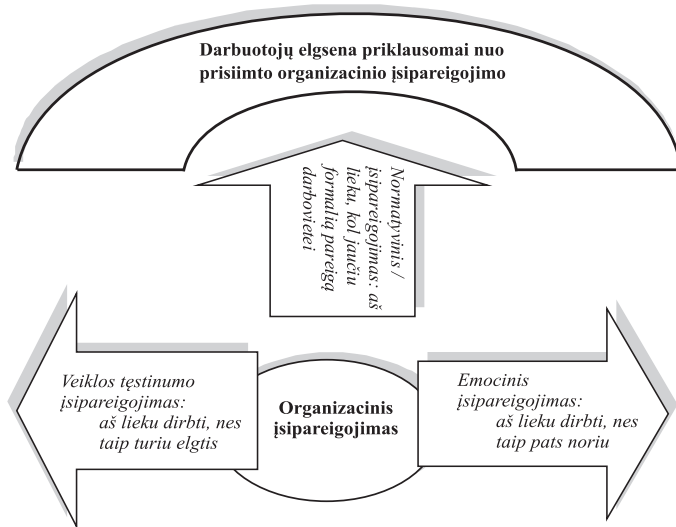 Darbuotojų elgsena priklausomai nuo
prisiimto organizacinio įsipareigojimo
Normatyvinis /
įsipareigojimas: aš
lieku, kol jaučiu
formalią pareigą
darbovietei
Veiklos tęstinumo
įsipareigojimas:
aš lieku dirbti, nes
taip turiu elgtis
Organizacinis
įsipareigojimas
Emocinis
įsipareigojimas:
aš lieku dirbti, nes
taip pats noriu